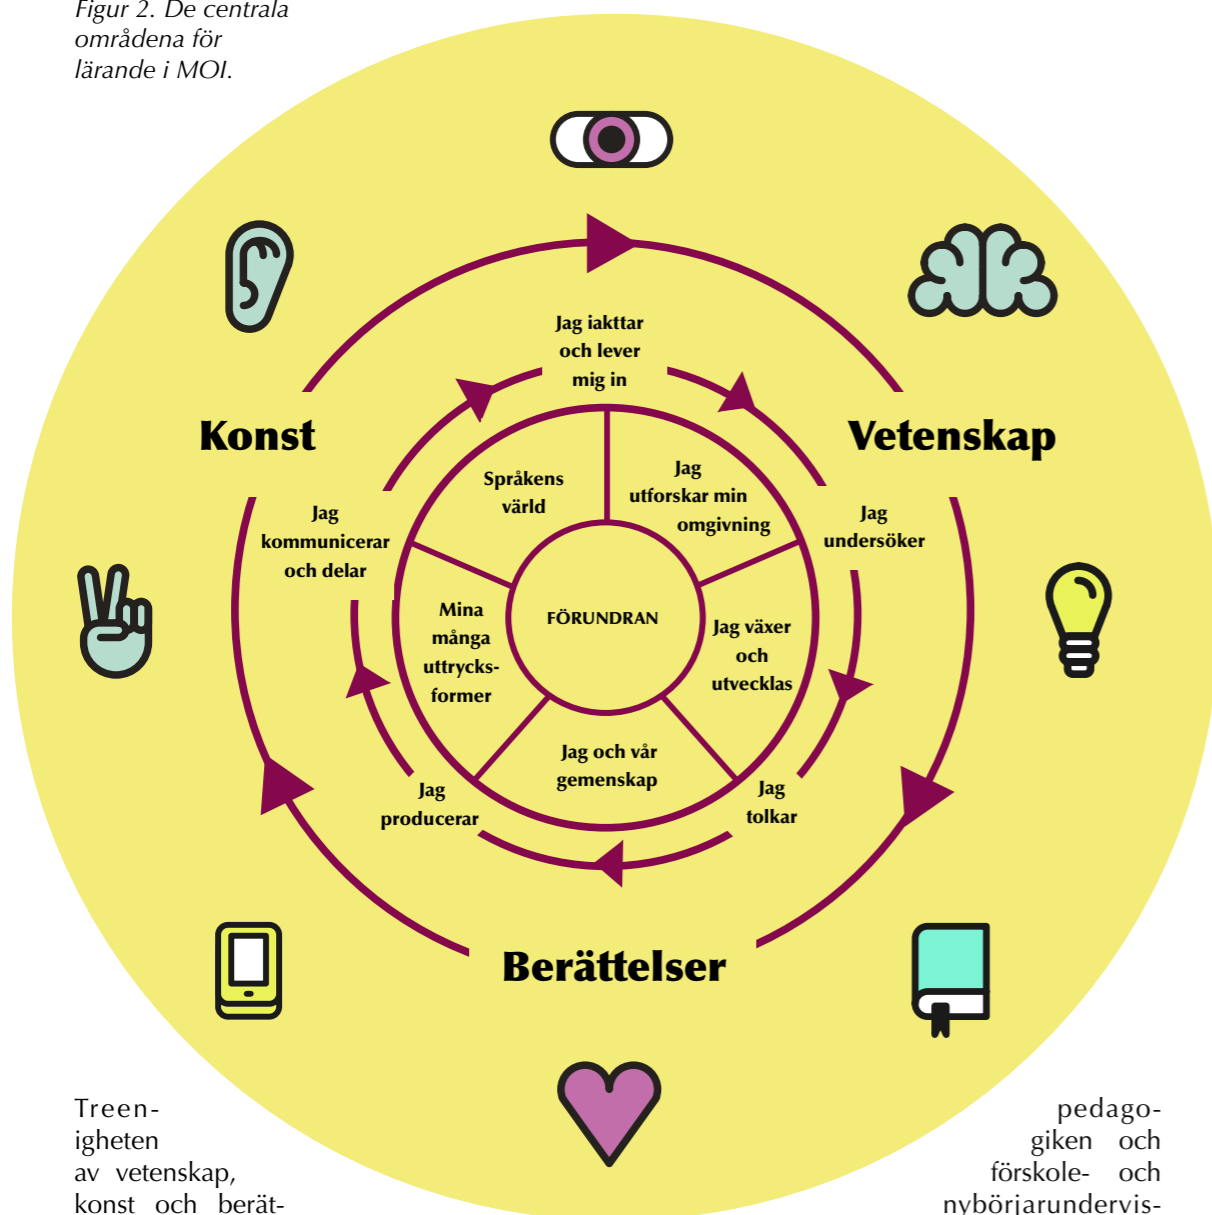 Figur 2. De centrala
områdena för
lärande i MOI.
Jag iakttar
och lever
mig in
Konst
Vetenskap
Språkens
värld
Jag
utforskar min
omgivning
Jag
kommunicerar
och delar
Jag
undersöker
Mina
många
uttrycks-
former
FÖRUNDRAN
Jag växer
och
utvecklas
Jag och vår
gemenskap
Jag
producerar
Jag
tolkar
Berättelser
Treen-
igheten
av vetenskap,
konst och berät-
pedago-
giken och
förskole- och
nybörjarundervis-